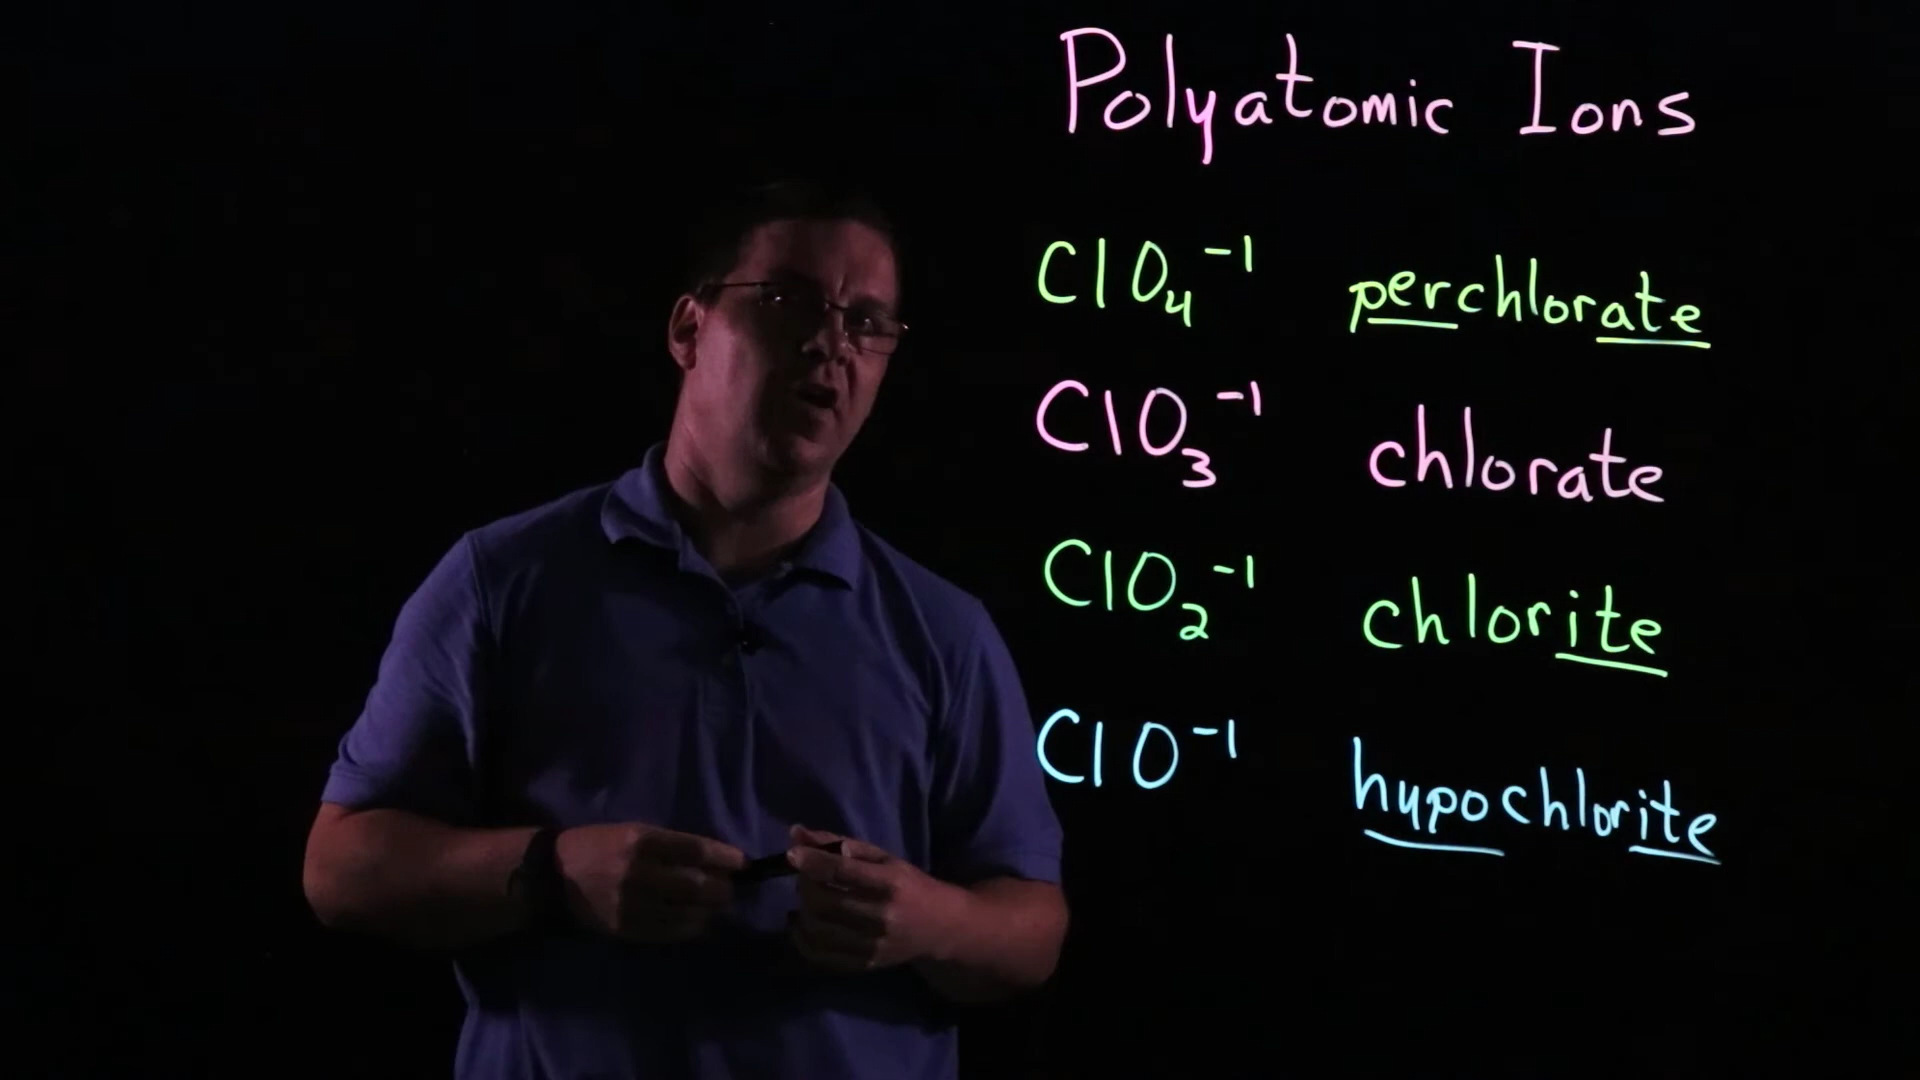 Polyatomic Ions
ClO₄⁻¹ perchlorate
ClO₃⁻¹ chlorate
ClO₂⁻¹ chlorite
ClO⁻¹ hypochlorite